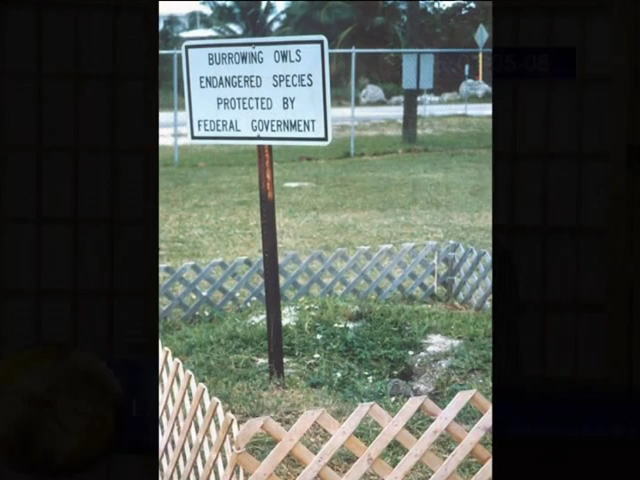 BURROWING OWLS
ENDANGERED SPECIES
PROTECTED BY
FEDERAL GOVERNMENT